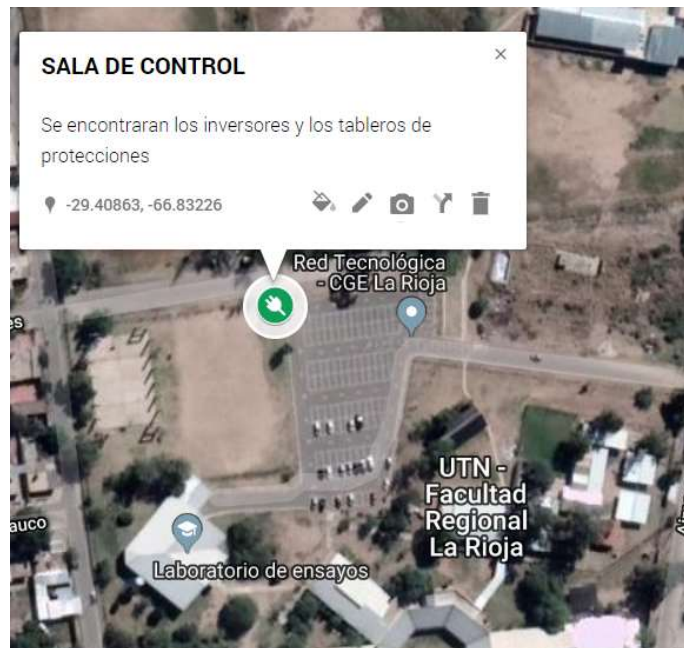 SALA DE CONTROL
Se encontraran los inversores y los tableros de
protecciones
-29.40863, -66.83226
Red Tecnológica
- CGE La Rioja
es
UTN -
Facultad
Regional
La Rioja
auco
Laboratorio de ensayos